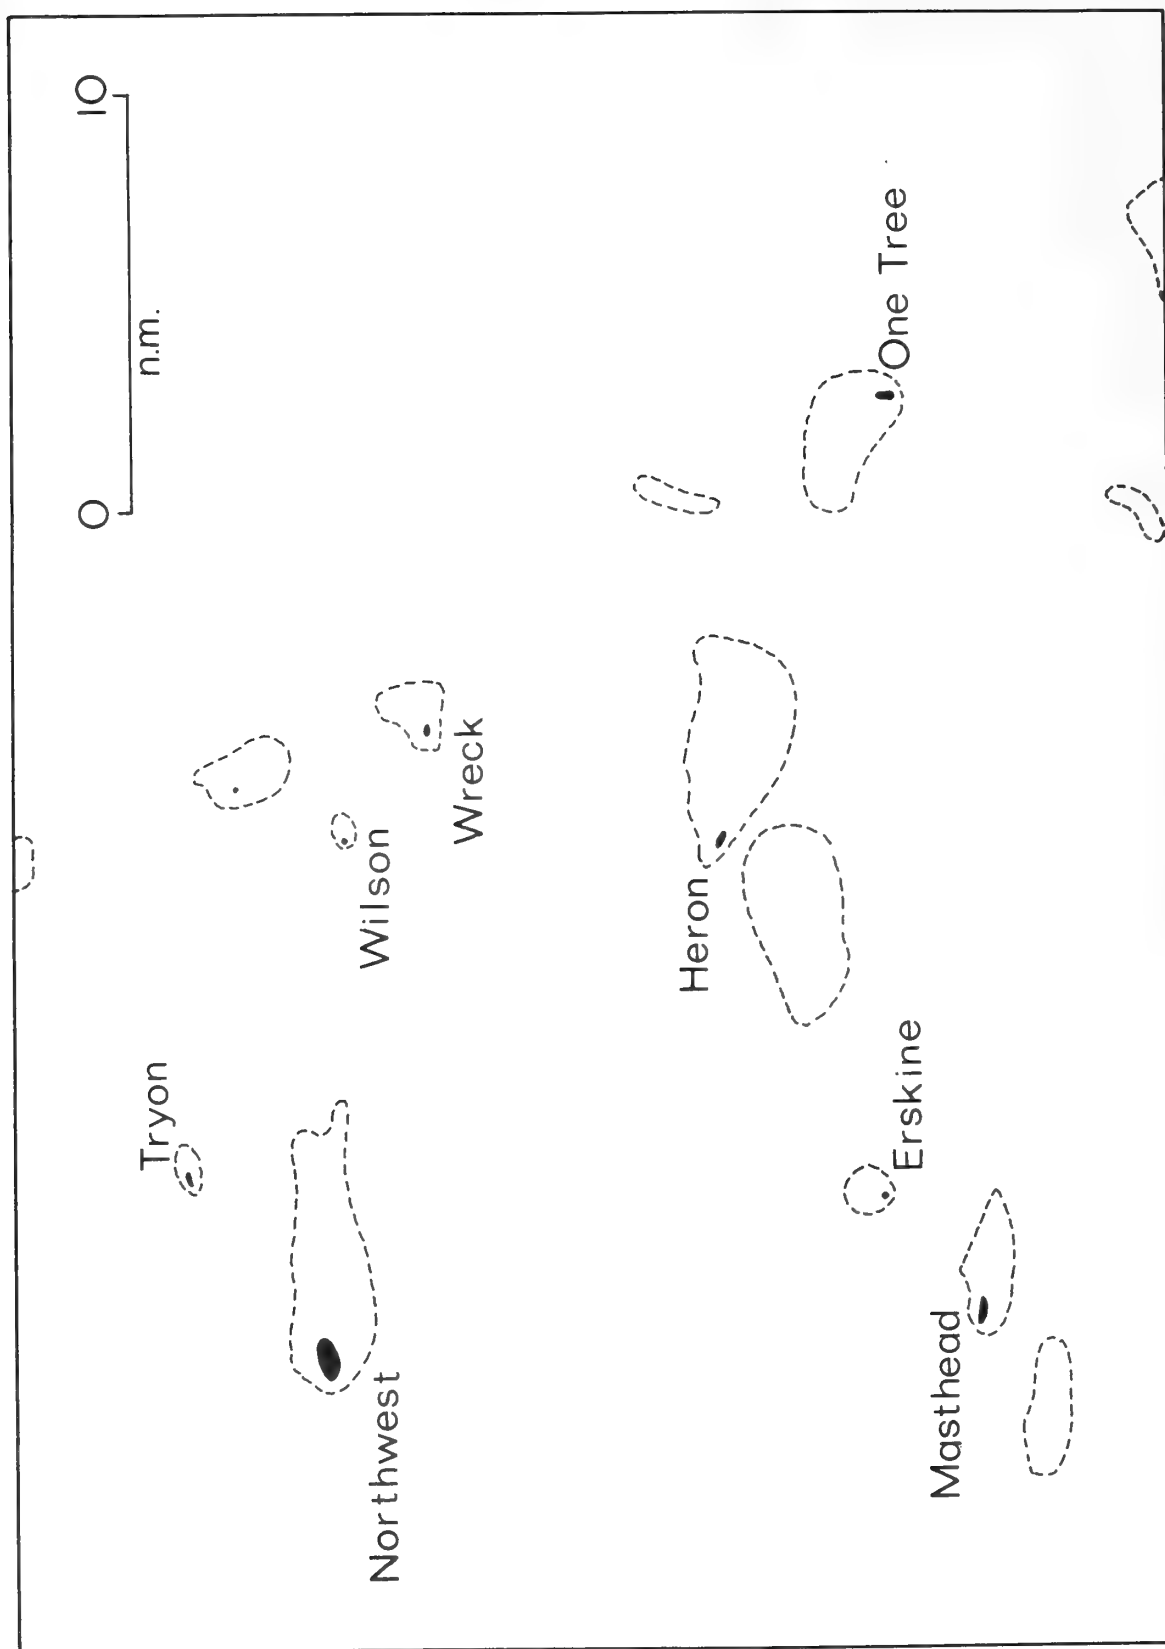 0 10
n.m.
Tryon
Wilson
Northwest
Wreck
Heron
One Tree
Erskine
Masthead